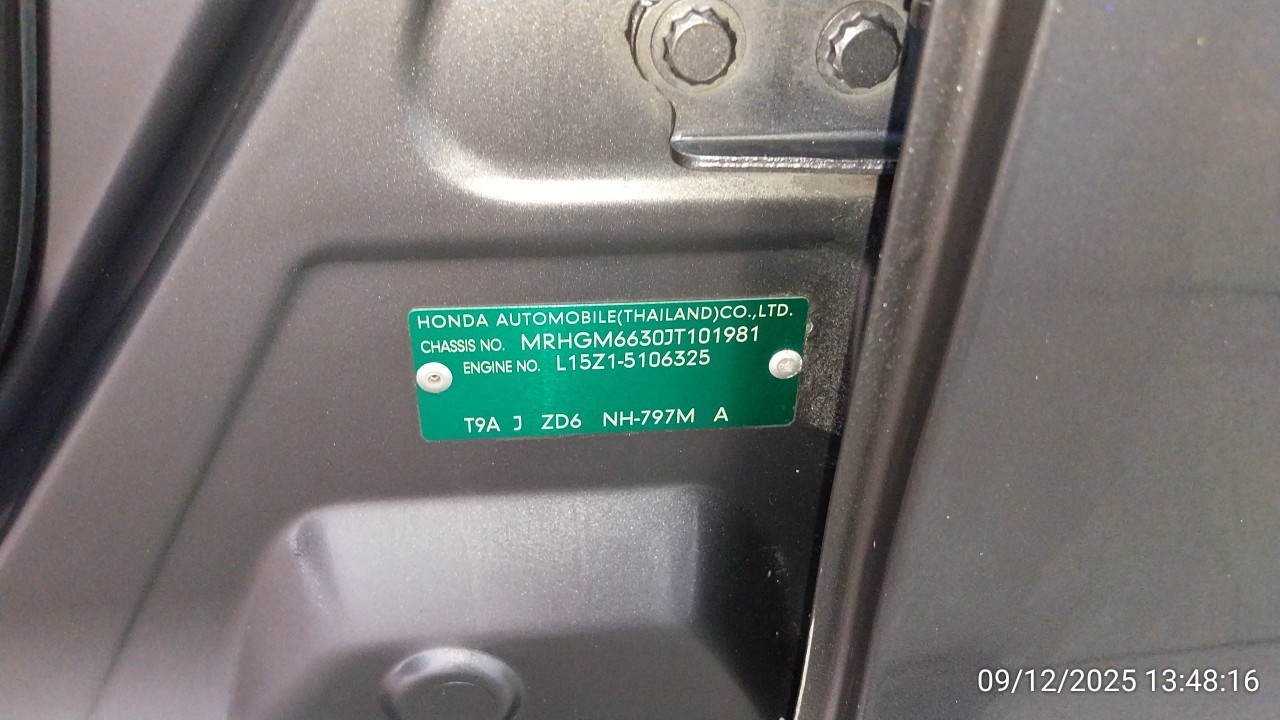 HONDA AUTOMOBILE(THAILAND)CO.,LTD.
CHASSIS NO. MRHGM6630JT101981
ENGINE NO. L15Z1-5106325
T9A J ZD6 NH-797M A
09/12/2025 13:48:16